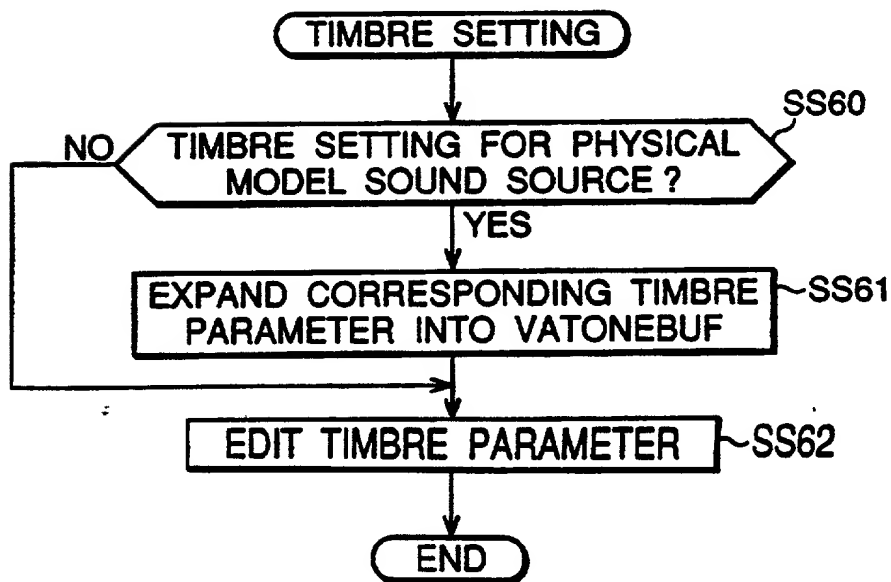 TIMBRE SETTING
SS60
NO
TIMBRE SETTING FOR PHYSICAL
MODEL SOUND SOURCE ?
YES
EXPAND CORRESPONDING TIMBRE
PARAMETER INTO VATONEBUF
SS61
EDIT TIMBRE PARAMETER
SS62
END